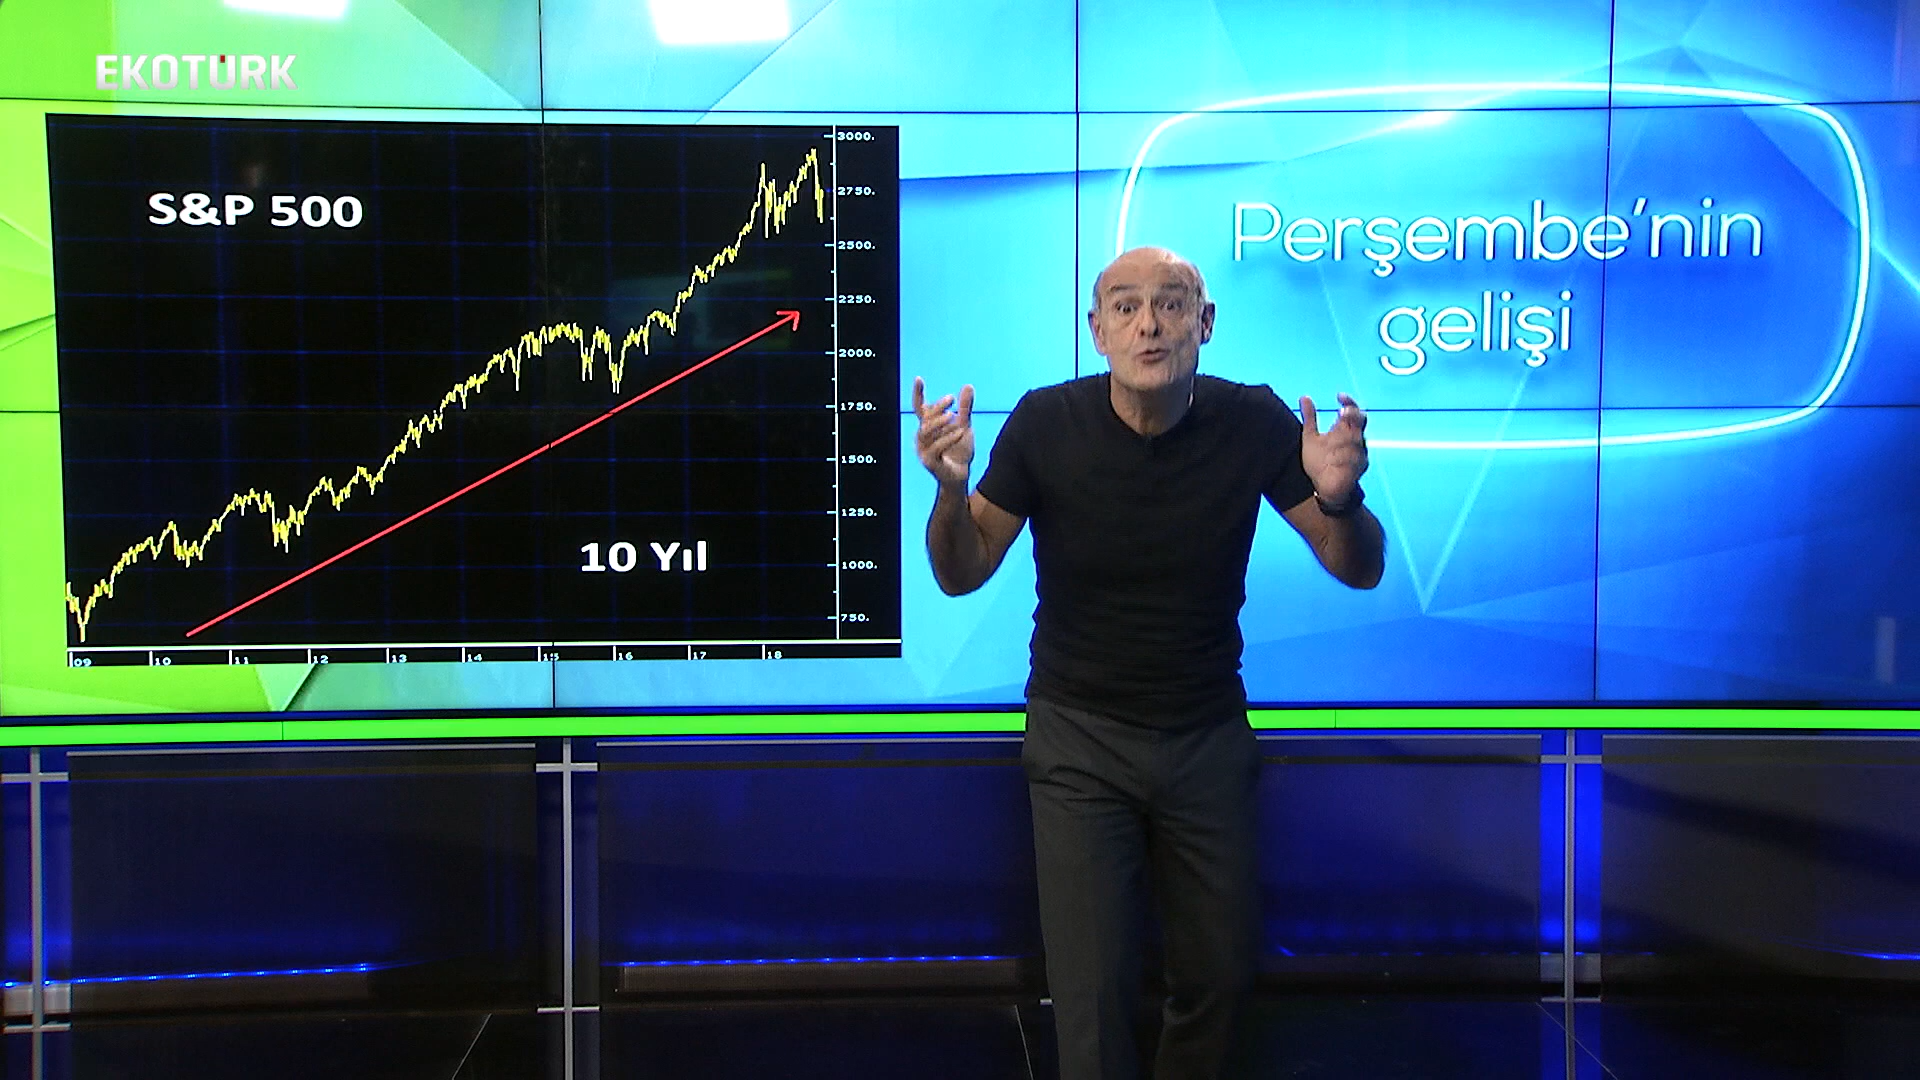 EKOTÜRK
S&P 500
10 Yıl
3000.
2750.
2500.
2250.
2000.
1750.
1500.
1250.
1000.
750.
09 10 11 12 13 14 15 16 17 18
Perşembe'nin
gelişi